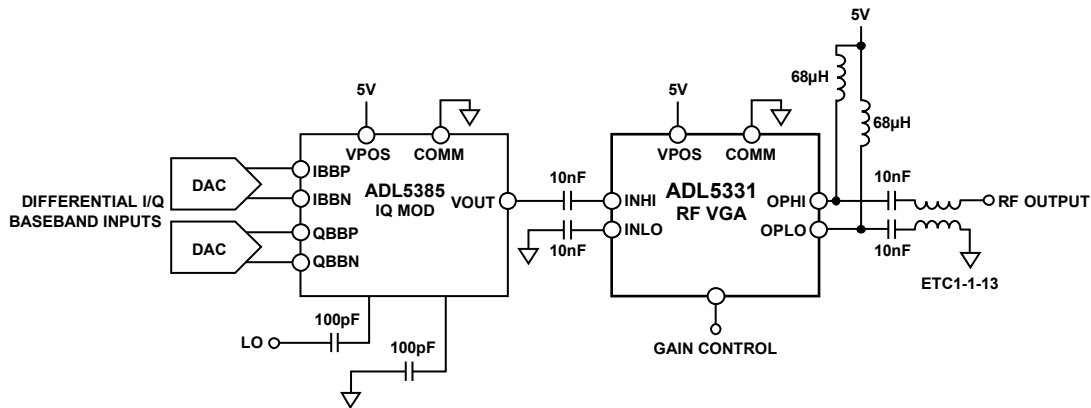 5V
68µH
5V
5V
68µH
VPOS
COMM
VPOS
COMM
DAC
IBBP
ADL5385
10nF
ADL5331
10nF
IBBN
IQ MOD
VOUT
INHI
RF VGA
OPHI
RF OUTPUT
DIFFERENTIAL I/Q
BASEBAND INPUTS
QBBP
INLO
OPLO
DAC
10nF
10nF
QBBN
ETC1-1-13
100pF
LO
100pF
GAIN CONTROL